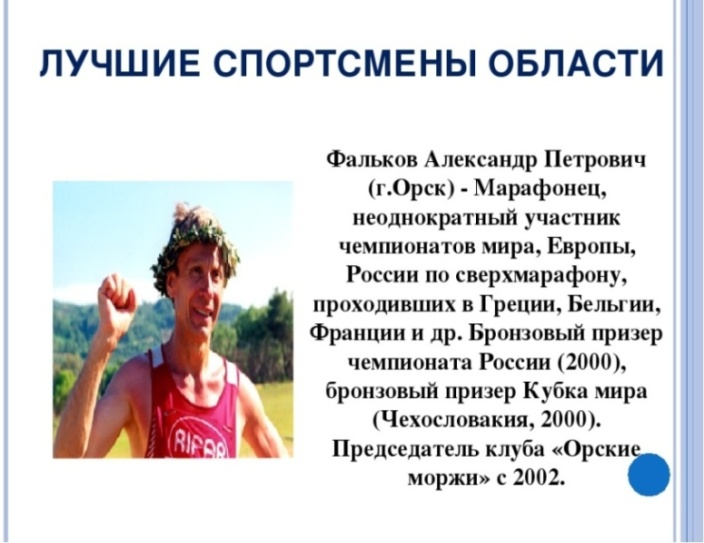 ЛУЧШИЕ СПОРТСМЕНЫ ОБЛАСТИ
Фальков Александр Петрович
(г.Орск) - Марафонец,
неоднократный участник
чемпионатов мира, Европы,
России по сверхмарафону,
проходивших в Греции, Бельгии,
Франции и др. Бронзовый призер
чемпионата России (2000),
бронзовый призер Кубка мира
(Чехословакия, 2000).
Председатель клуба «Орские
моржи» с 2002.